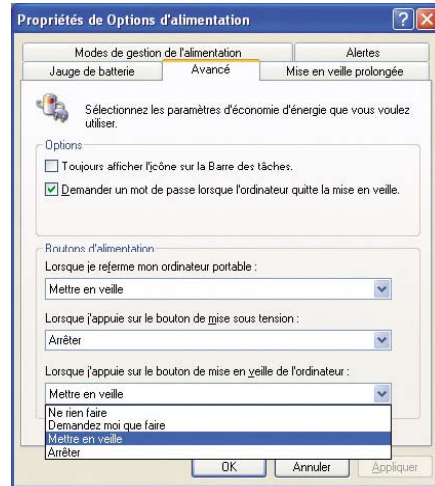 Propriétés de Options d'alimentation
Modes de gestion de l'alimentation
Alertes
Jauge de batterie
Avancé
Mise en veille prolongée
Sélectionnez les paramètres d'économie d'énergie que vous voulez
utiliser.
Options
Toujours afficher l'icône sur la Barre des tâches.
Demander un mot de passe lorsque l'ordinateur quitte la mise en veille.
Boutons d'alimentation
Lorsque je referme mon ordinateur portable :
Mettre en veille
Lorsque j'appuie sur le bouton de mise sous tension :
Arrêter
Lorsque j'appuie sur le bouton de mise en veille de l'ordinateur :
Mettre en veille
Ne rien faire
Demandez moi que faire
Mettre en veille
Arrêter
OK
Annuler
Appliquer